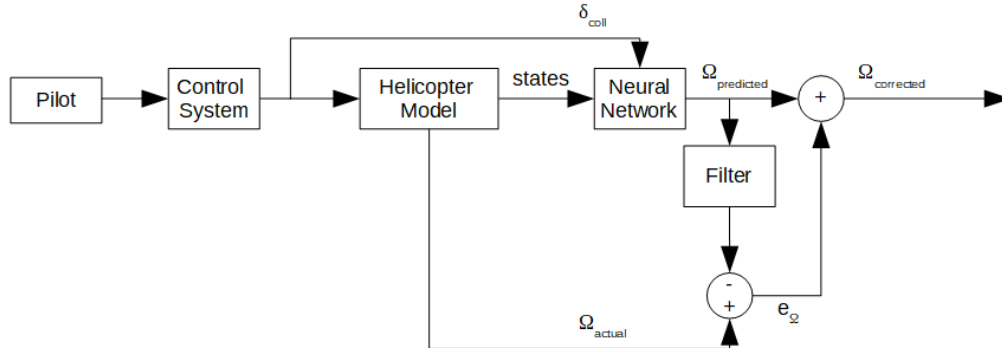 δcoll
Pilot
Control
System
Helicopter
Model
states
Neural
Network
Ωpredicted
+
Ωcorrected
Filter
-
+
eΩ
Ωactual